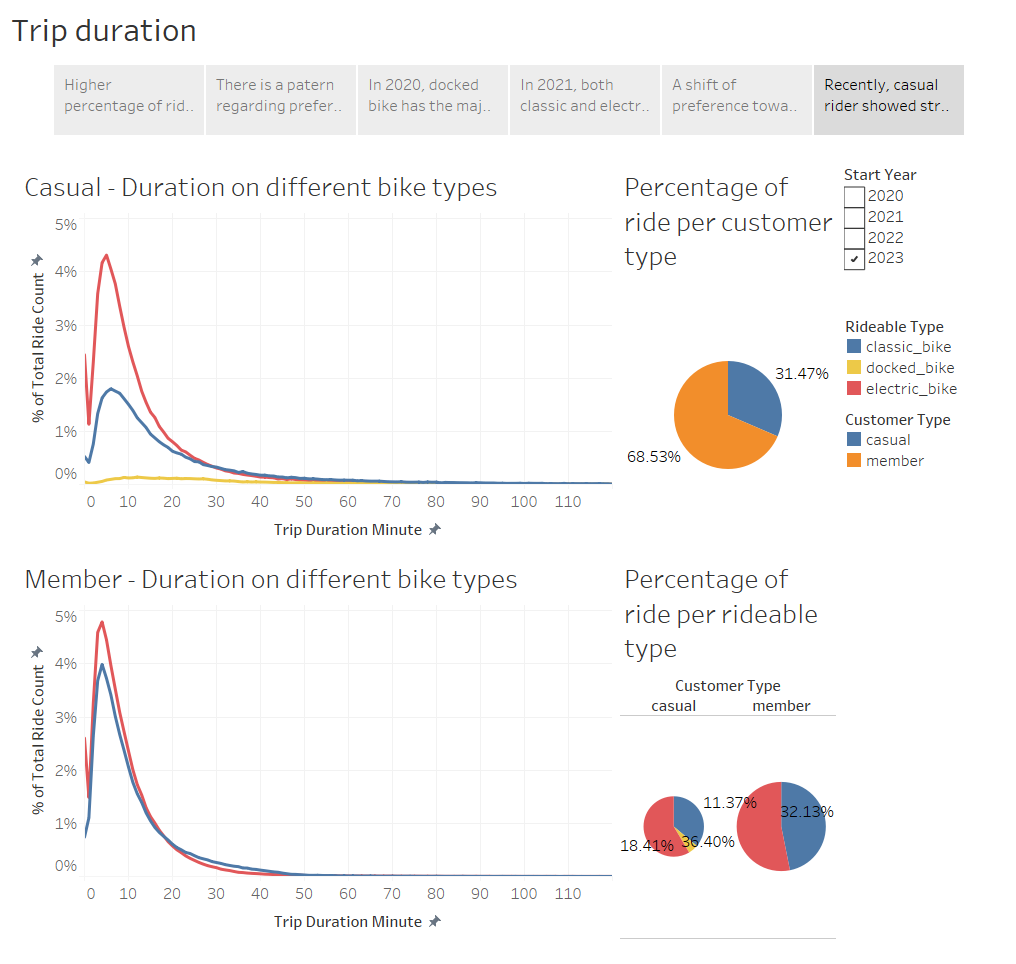 Trip duration
Higher
percentage of rid..
There is a patern
regarding prefer..
In 2020, docked
bike has the maj..
In 2021, both
classic and electr..
A shift of
preference towa..
Recently, casual
rider showed str..
Casual - Duration on different bike types
% of Total Ride Count
5%
4%
3%
2%
1%
0%
0 10 20 30 40 50 60 70 80 90 100 110
Trip Duration Minute
Percentage of
ride per customer
type
31.47%
68.53%
Start Year
2020
2021
2022
2023
Rideable Type
classic_bike
docked_bike
electric_bike
Customer Type
casual
member
Member - Duration on different bike types
% of Total Ride Count
5%
4%
3%
2%
1%
0%
0 10 20 30 40 50 60 70 80 90 100 110
Trip Duration Minute
Percentage of
ride per rideable
type
Customer Type
casual member
11.37%
32.13%
18.41%
36.40%